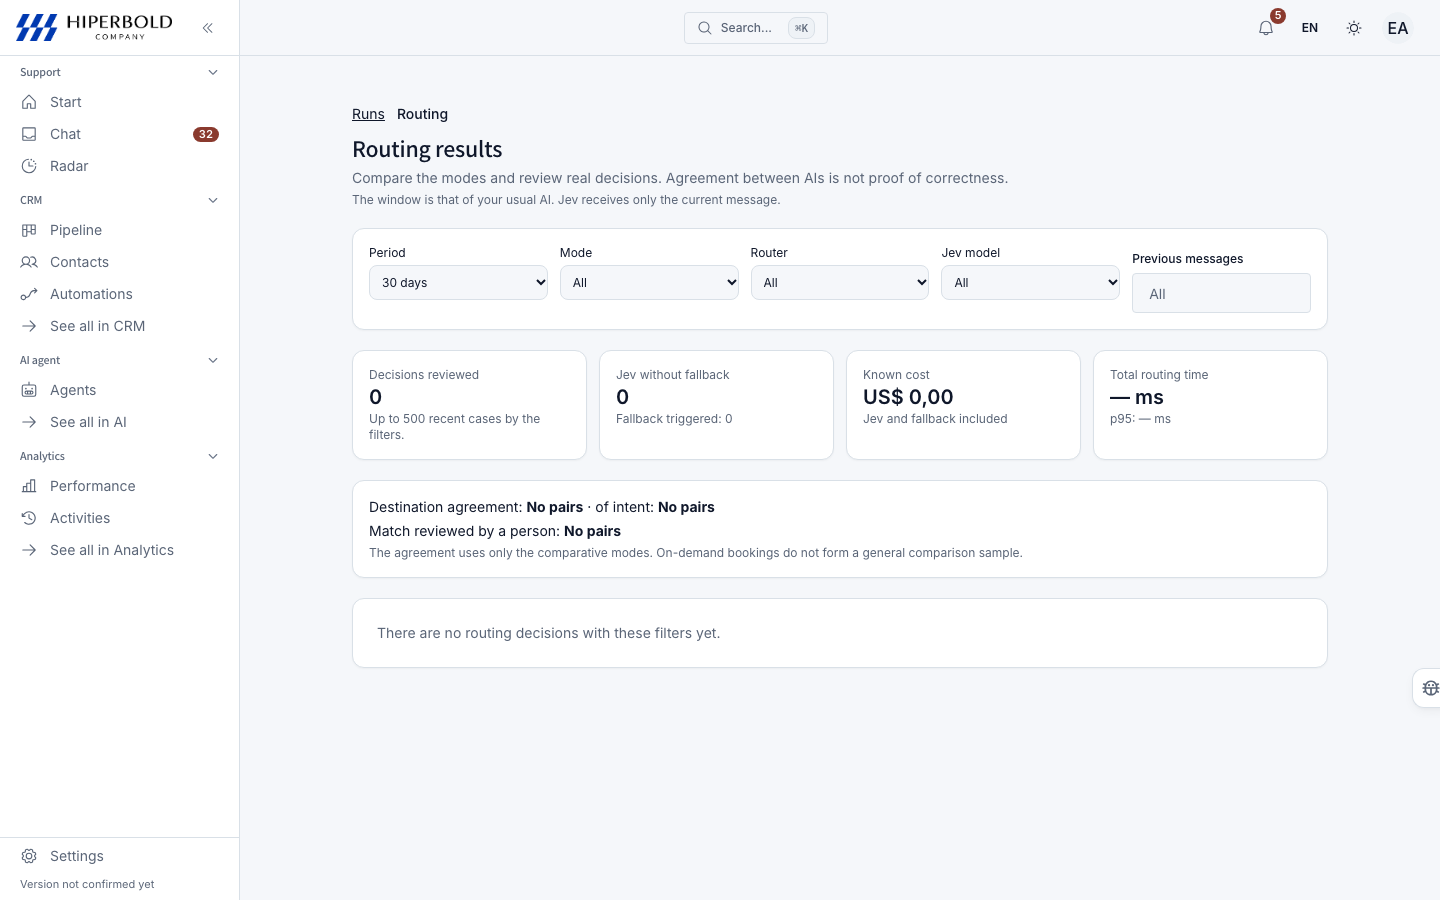 HIPERBOLD
COMPANY
Search...
⌘K
5
EN
EA
Support
Start
Chat
32
Radar
CRM
Pipeline
Contacts
Automations
See all in CRM
AI agent
Agents
See all in AI
Analytics
Performance
Activities
See all in Analytics
Settings
Version not confirmed yet
Runs Routing
Routing results
Compare the modes and review real decisions. Agreement between AIs is not proof of correctness.
The window is that of your usual AI. Jev receives only the current message.
Period
30 days
Mode
All
Router
All
Jev model
All
Previous messages
All
Decisions reviewed
0
Up to 500 recent cases by the
filters.
Jev without fallback
0
Fallback triggered: 0
Known cost
US$ 0,00
Jev and fallback included
Total routing time
— ms
p95: — ms
Destination agreement: No pairs · of intent: No pairs
Match reviewed by a person: No pairs
The agreement uses only the comparative modes. On-demand bookings do not form a general comparison sample.
There are no routing decisions with these filters yet.